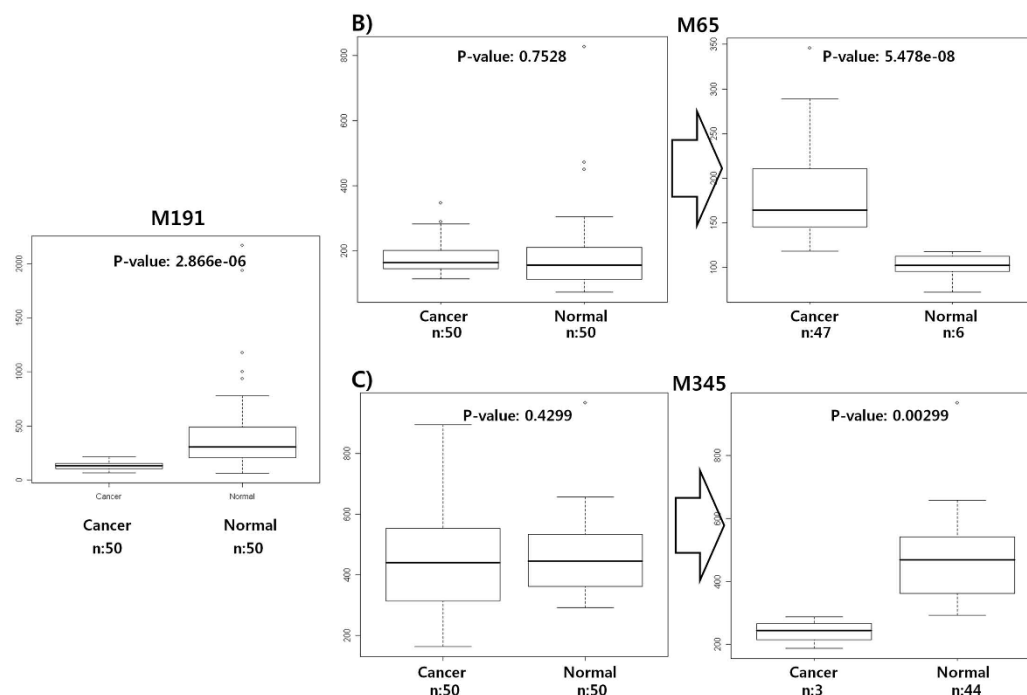 M191
P-value: 2.866e-06
2000
1500
1000
500
0
Cancer Normal
Cancer Normal
n:50 n:50
B)
P-value: 0.7528
800
600
400
200
Cancer Normal
n:50 n:50
M65
P-value: 5.478e-08
350
300
250
200
150
100
Cancer Normal
n:47 n:6
C)
P-value: 0.4299
800
600
400
200
Cancer Normal
n:50 n:50
M345
P-value: 0.00299
800
600
400
200
Cancer Normal
n:3 n:44